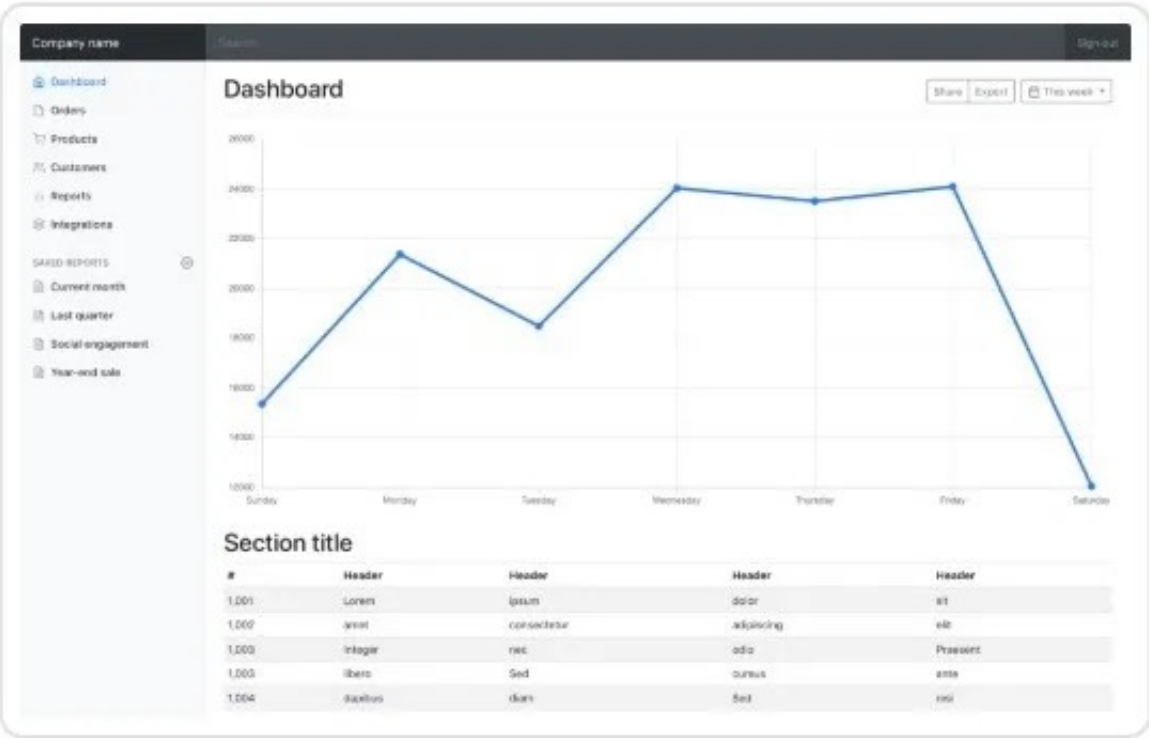 Company name
Search
Sign out
Dashboard
Orders
Products
Customers
Reports
Integrations
SAVED REPORTS
Current month
Last quarter
Social engagement
Year-end sale
Dashboard
Share Export This week
26000
24000
22000
20000
18000
16000
14000
12000
Sunday Monday Tuesday Wednesday Thursday Friday Saturday
Section title
# Header Header Header Header
1,001 Lorem ipsum dolor sit
1,002 amet consectetur adipiscing elit
1,003 Integer nec odio Praesent
1,003 libero Sed cursus ante
1,004 dapibus diam Sed nisi